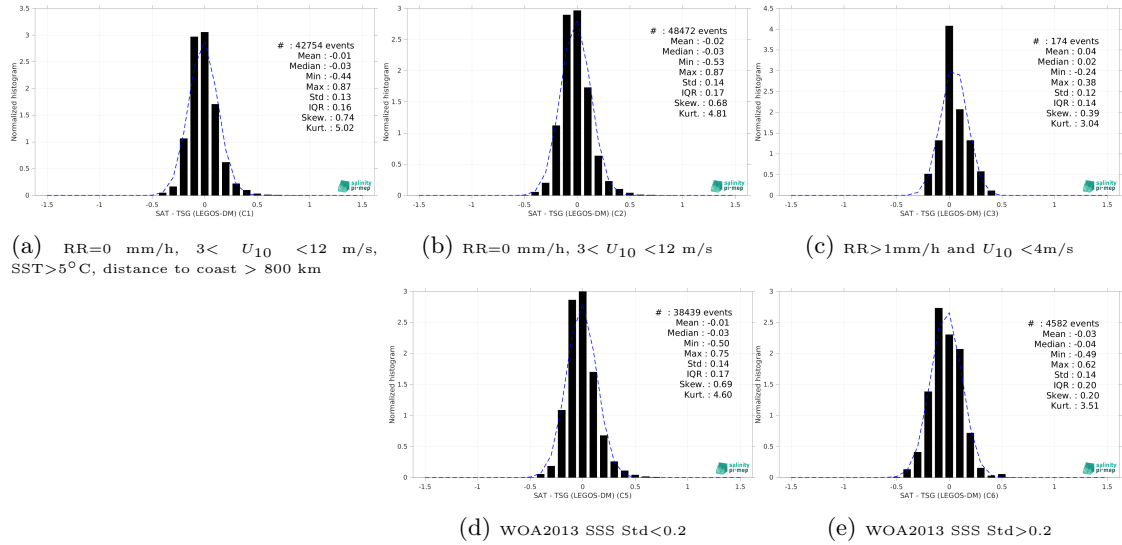 3.5
3
2.5
2
1.5
1
0.5
0
Normalized histogram
-1.5 -1 -0.5 0 0.5 1 1.5
SAT - TSG (LEGOS-DM) (C1)
# : 42754 events
Mean : -0.01
Median : -0.03
Min : -0.44
Max : 0.87
Std : 0.13
IQR : 0.16
Skew. : 0.74
Kurt. : 5.02
salinity
pi-mep
(a) RR=0 mm/h, 3< U10 <12 m/s,
SST>5°C, distance to coast > 800 km
3
2.5
2
1.5
1
0.5
0
Normalized histogram
-1.5 -1 -0.5 0 0.5 1 1.5
SAT - TSG (LEGOS-DM) (C2)
# : 48472 events
Mean : -0.02
Median : -0.03
Min : -0.53
Max : 0.87
Std : 0.14
IQR : 0.17
Skew. : 0.68
Kurt. : 4.81
salinity
pi-mep
(b) RR=0 mm/h, 3< U10 <12 m/s
4.5
4
3.5
3
2.5
2
1.5
1
0.5
0
Normalized histogram
-1.5 -1 -0.5 0 0.5 1 1.5
SAT - TSG (LEGOS-DM) (C3)
# : 174 events
Mean : 0.04
Median : 0.02
Min : -0.24
Max : 0.38
Std : 0.12
IQR : 0.14
Skew. : 0.39
Kurt. : 3.04
salinity
pi-mep
(c) RR>1mm/h and U10 <4m/s
3
2.5
2
1.5
1
0.5
0
Normalized histogram
-1.5 -1 -0.5 0 0.5 1 1.5
SAT - TSG (LEGOS-DM) (C5)
# : 38439 events
Mean : -0.01
Median : -0.03
Min : -0.50
Max : 0.75
Std : 0.14
IQR : 0.17
Skew. : 0.69
Kurt. : 4.60
salinity
pi-mep
(d) WOA2013 SSS Std<0.2
3
2.5
2
1.5
1
0.5
0
Normalized histogram
-1.5 -1 -0.5 0 0.5 1 1.5
SAT - TSG (LEGOS-DM) (C6)
# : 4582 events
Mean : -0.03
Median : -0.04
Min : -0.49
Max : 0.62
Std : 0.14
IQR : 0.20
Skew. : 0.20
Kurt. : 3.51
salinity
pi-mep
(e) WOA2013 SSS Std>0.2